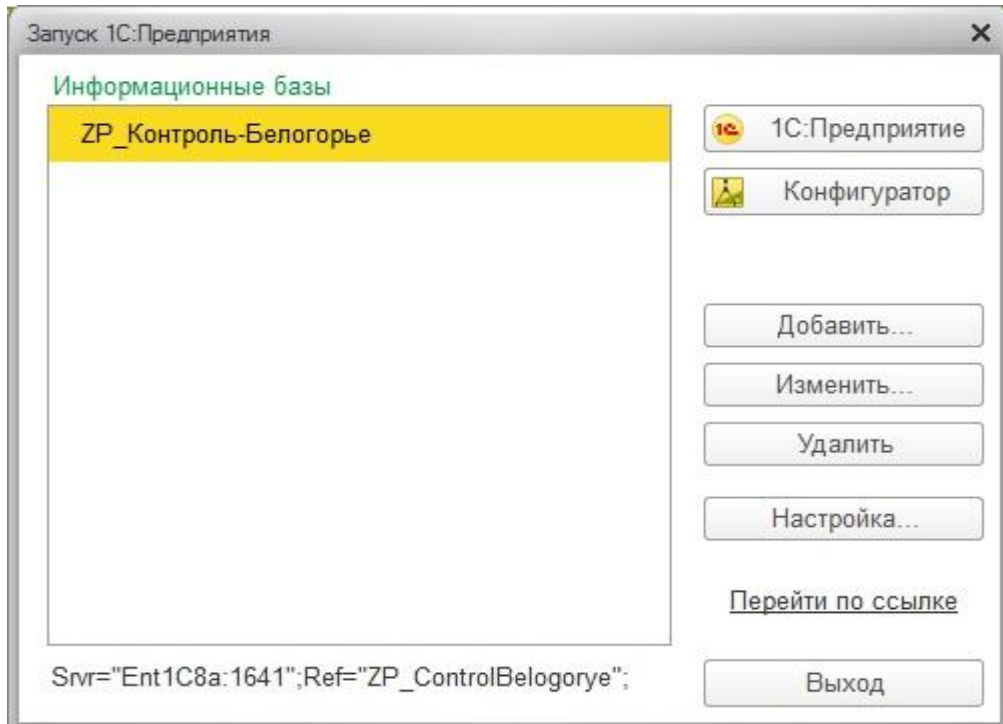 Запуск 1С:Предприятия
Информационные базы
ZP_Контроль-Белогорье
1С:Предприятие
Конфигуратор
Добавить...
Изменить...
Удалить
Настройка...
Перейти по ссылке
Srvr="Ent1C8a:1641";Ref="ZP_ControlBelogorye";
Выход